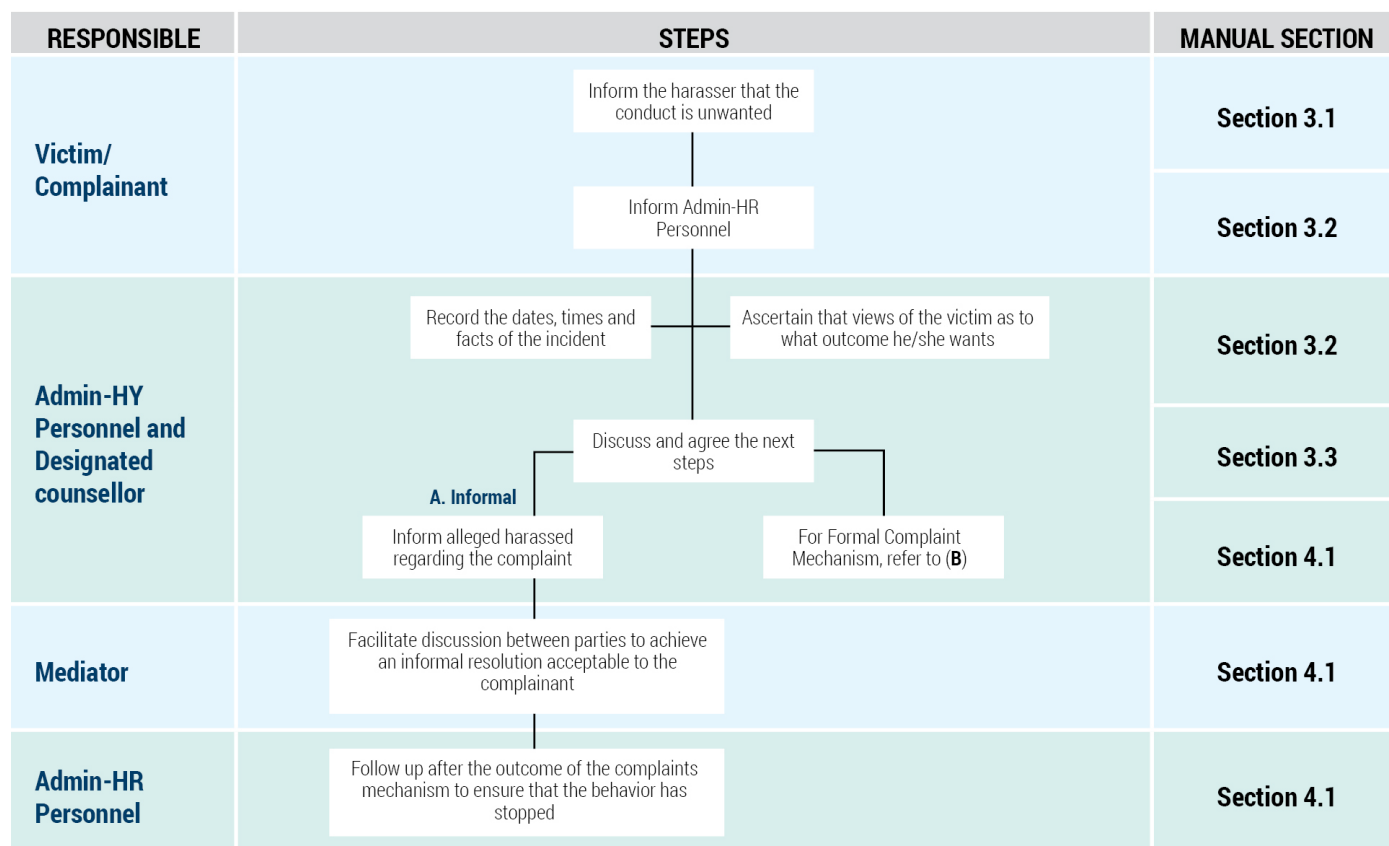 RESPONSIBLE
STEPS
MANUAL SECTION
Victim/
Complainant
Inform the harasser that the
conduct is unwanted
Section 3.1
Inform Admin-HR
Personnel
Section 3.2
Admin-HY
Personnel and
Designated
counsellor
Record the dates, times and
facts of the incident
Ascertain that views of the victim as to
what outcome he/she wants
Section 3.2
Discuss and agree the next
steps
Section 3.3
A. Informal
Inform alleged harassed
regarding the complaint
For Formal Complaint
Mechanism, refer to (B)
Section 4.1
Mediator
Facilitate discussion between parties to achieve
an informal resolution acceptable to the
complainant
Section 4.1
Admin-HR
Personnel
Follow up after the outcome of the complaints
mechanism to ensure that the behavior has
stopped
Section 4.1